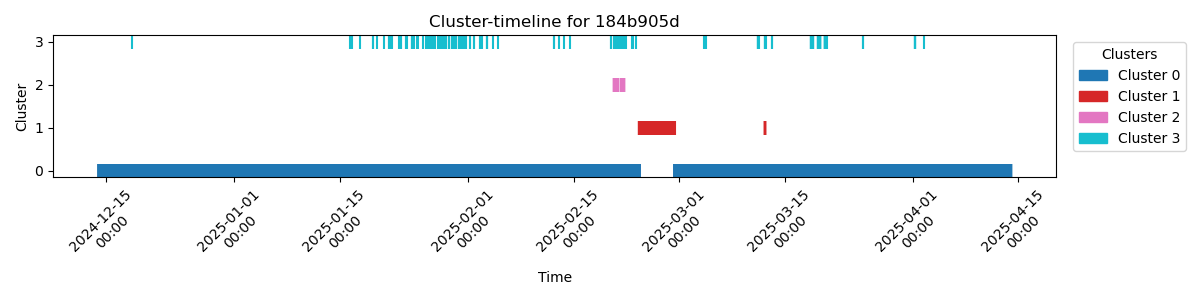 Cluster-timeline for 184b905d
Cluster
3
2
1
0
2024-12-15
00:00
2025-01-01
00:00
2025-01-15
00:00
2025-02-01
00:00
2025-02-15
00:00
2025-03-01
00:00
2025-03-15
00:00
2025-04-01
00:00
2025-04-15
00:00
Time
Clusters
Cluster 0
Cluster 1
Cluster 2
Cluster 3